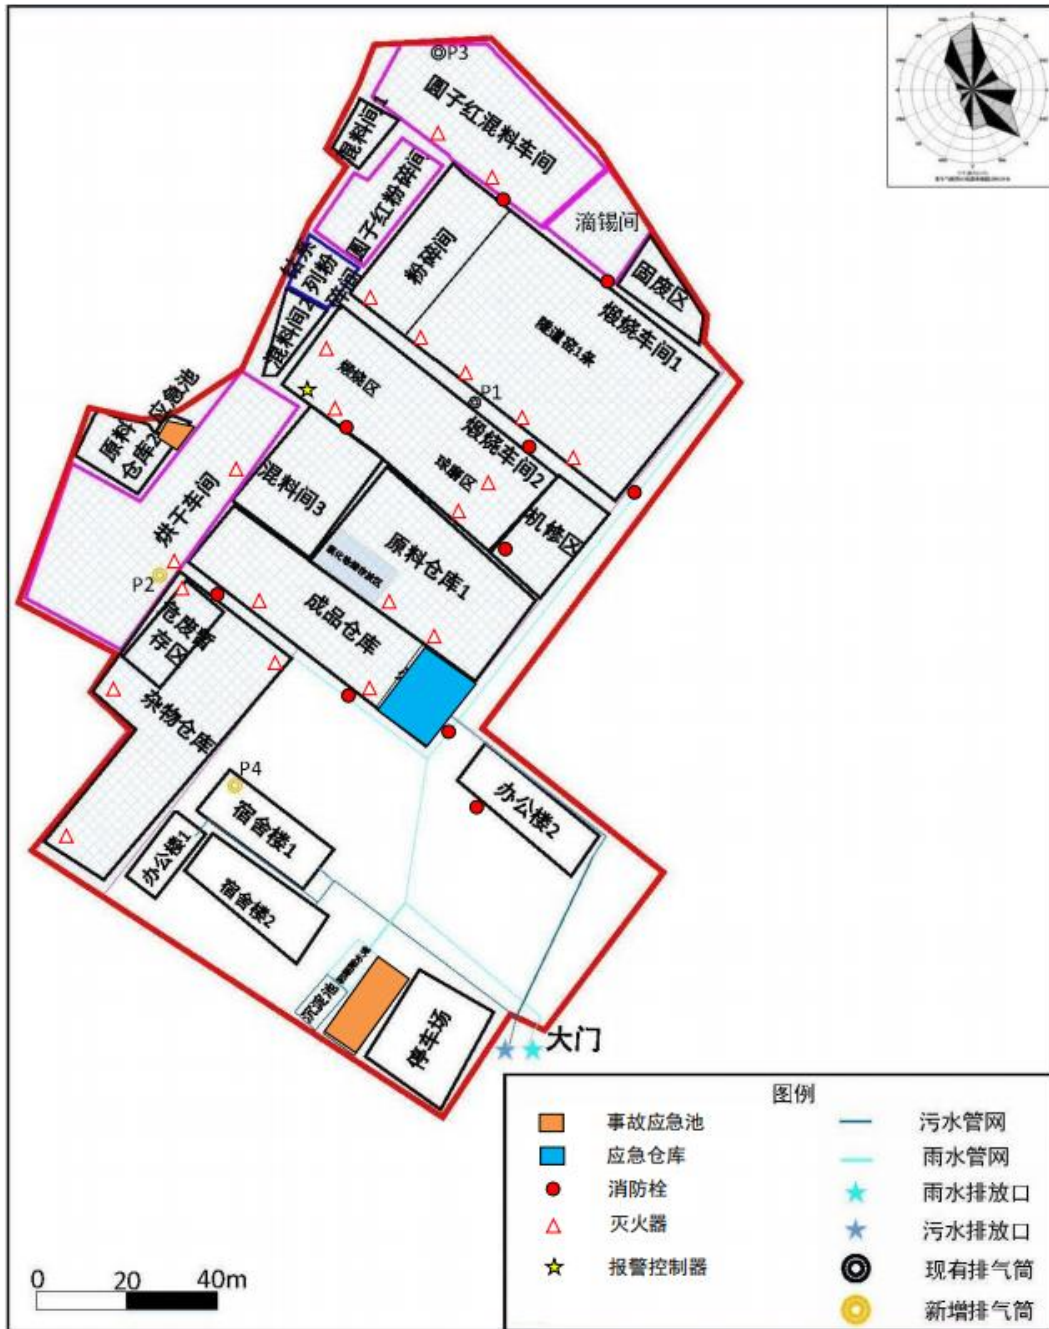 P3
圆子红混料车间
混料间1
圆子红粉碎间
滴锡间
粉碎间
固废区
钴系
列粉
碎间
混料间2
煅烧车间1
隧道窑1条
P1
煅烧区
煅烧车间2
球磨区
应急池
原料
仓库2
烘干车间
混料间3
机修区
原料仓库1
P2
成品仓库
危废暂
存区
杂物仓库
P4
宿舍楼1
办公楼2
办公楼1
宿舍楼2
沉淀池
停车场
大门
图例
事故应急池
污水管网
应急仓库
雨水管网
消防栓
雨水排放口
灭火器
污水排放口
报警控制器
现有排气筒
新增排气筒
0 20 40m